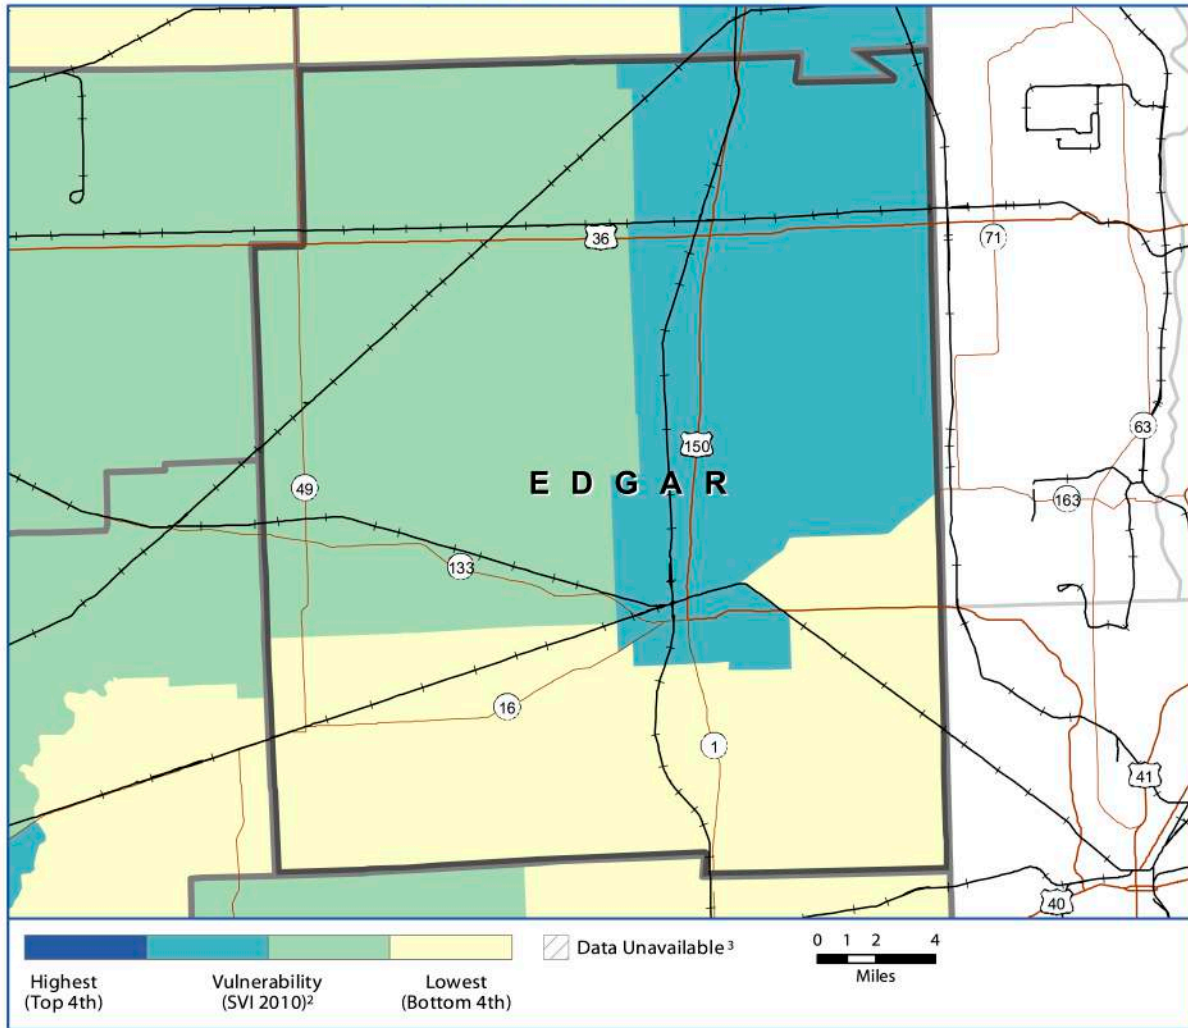 36
71
150
63
E D G A R
49
163
133
16
1
41
40
Highest
(Top 4th)
Vulnerability
(SVI 2010)²
Lowest
(Bottom 4th)
Data Unavailable ³
0 1 2 4
Miles